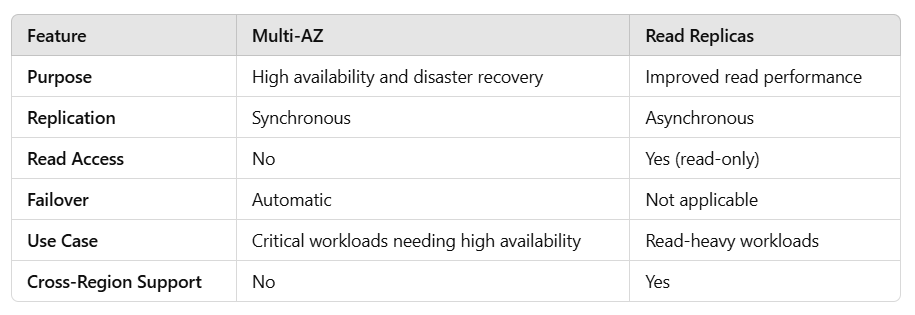 Feature Multi-AZ Read Replicas
Purpose High availability and disaster recovery Improved read performance
Replication Synchronous Asynchronous
Read Access No Yes (read-only)
Failover Automatic Not applicable
Use Case Critical workloads needing high availability Read-heavy workloads
Cross-Region Support No Yes